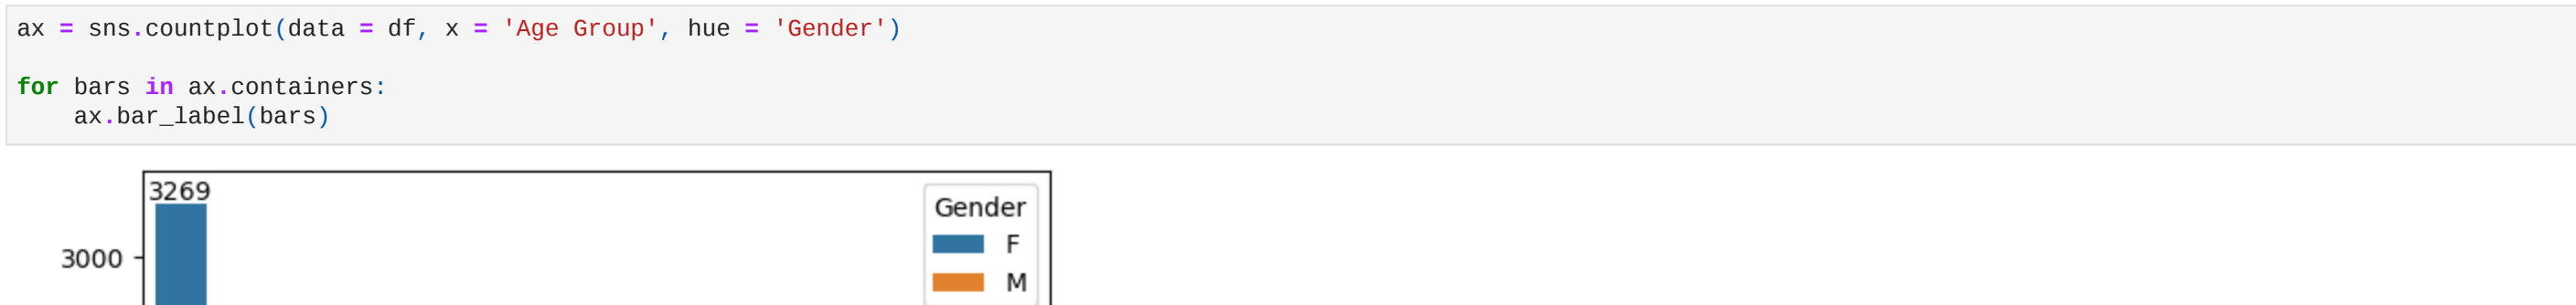 ax = sns.countplot(data = df, x = 'Age Group', hue = 'Gender')
for bars in ax.containers:
    ax.bar_label(bars)
3269
Gender
F
3000
M